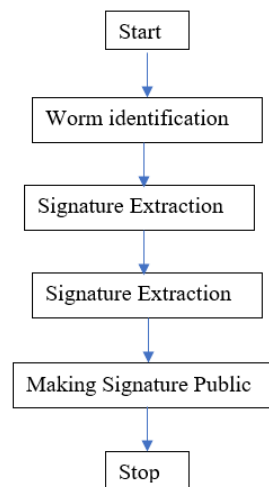 Start
Worm identification
Signature Extraction
Signature Extraction
Making Signature Public
Stop